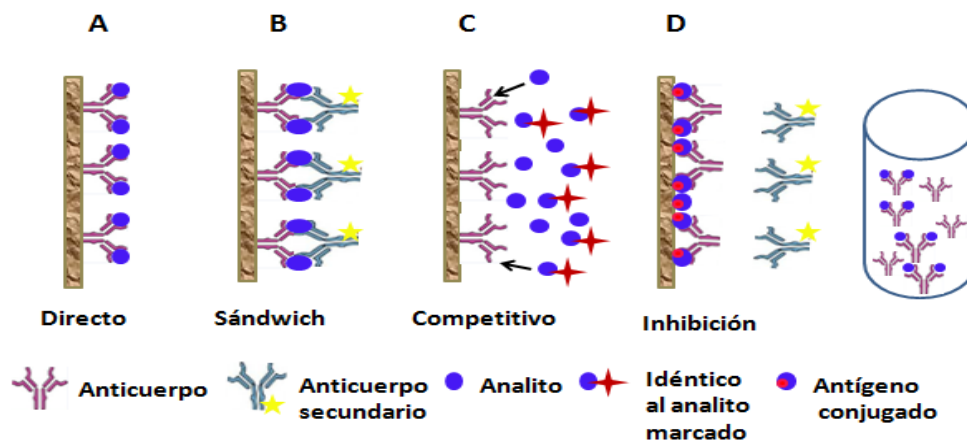 A B C D
Directo Sándwich Competitivo Inhibición
Anticuerpo
Anticuerpo
secundario
Analito
Idéntico
al analito
marcado
Antígeno
conjugado